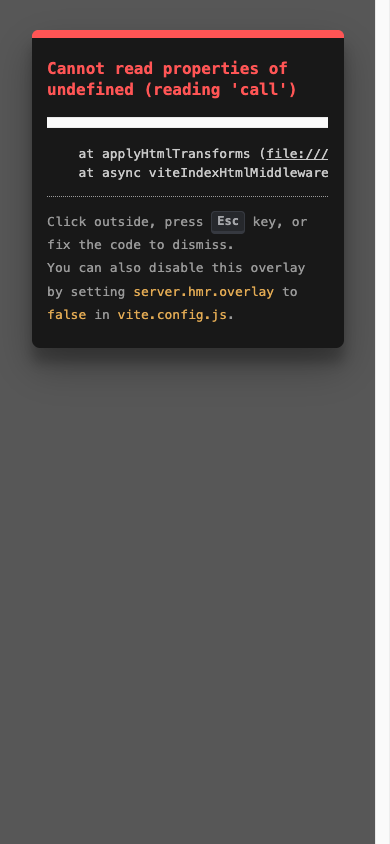 Cannot read properties of
undefined (reading 'call')
at applyHtmlTransforms (file:///
at async viteIndexHtmlMiddleware
Click outside, press Esc key, or
fix the code to dismiss.
You can also disable this overlay
by setting server.hmr.overlay to
false in vite.config.js.